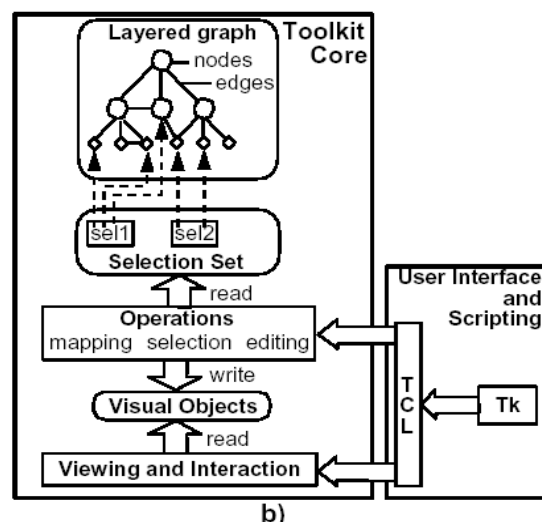 Layered graph
Toolkit
Core
nodes
edges
sel1
sel2
Selection Set
read
Operations
mapping selection editing
write
Visual Objects
read
Viewing and Interaction
User Interface
and
Scripting
TCL
Tk
b)